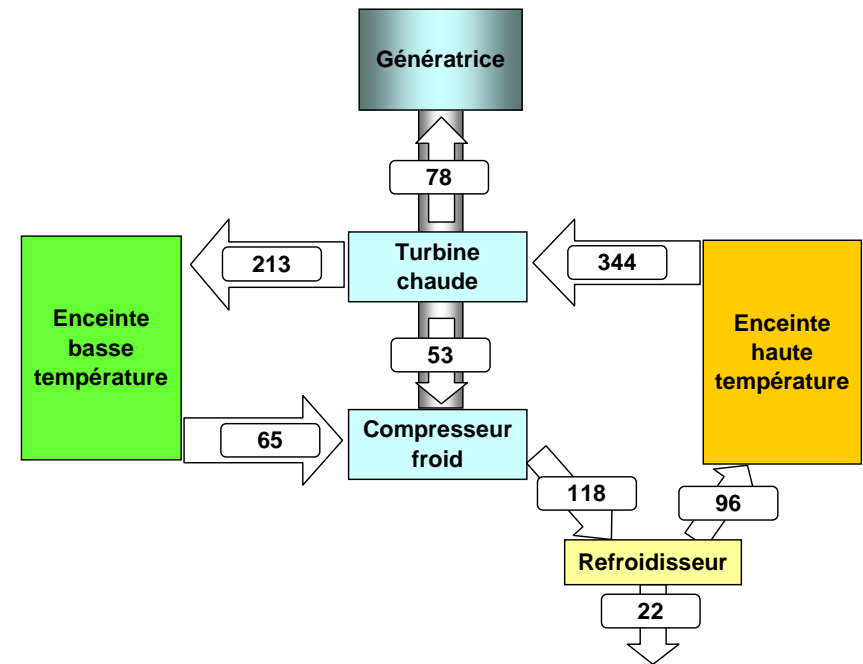 Génératrice
78
213
Turbine
chaude
344
Enceinte
basse
température
53
Enceinte
haute
température
65
Compresseur
froid
118
96
Refroidisseur
22